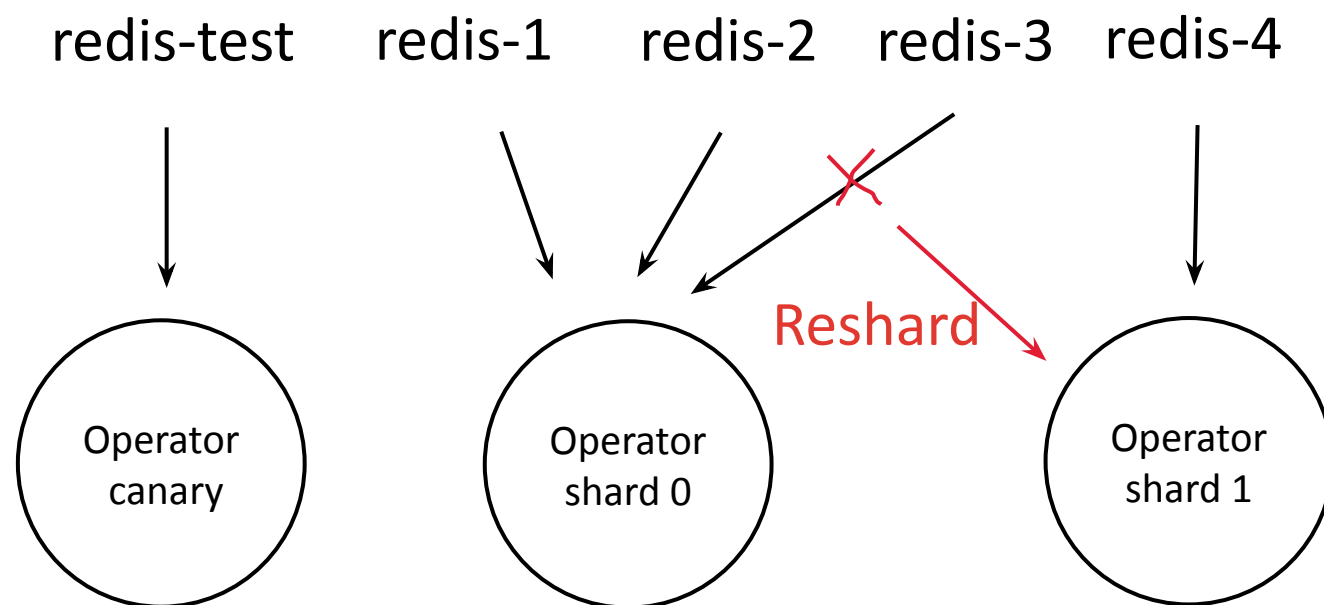 redis-test redis-1 redis-2 redis-3 redis-4
Reshard
Operator
canary
Operator
shard 0
Operator
shard 1